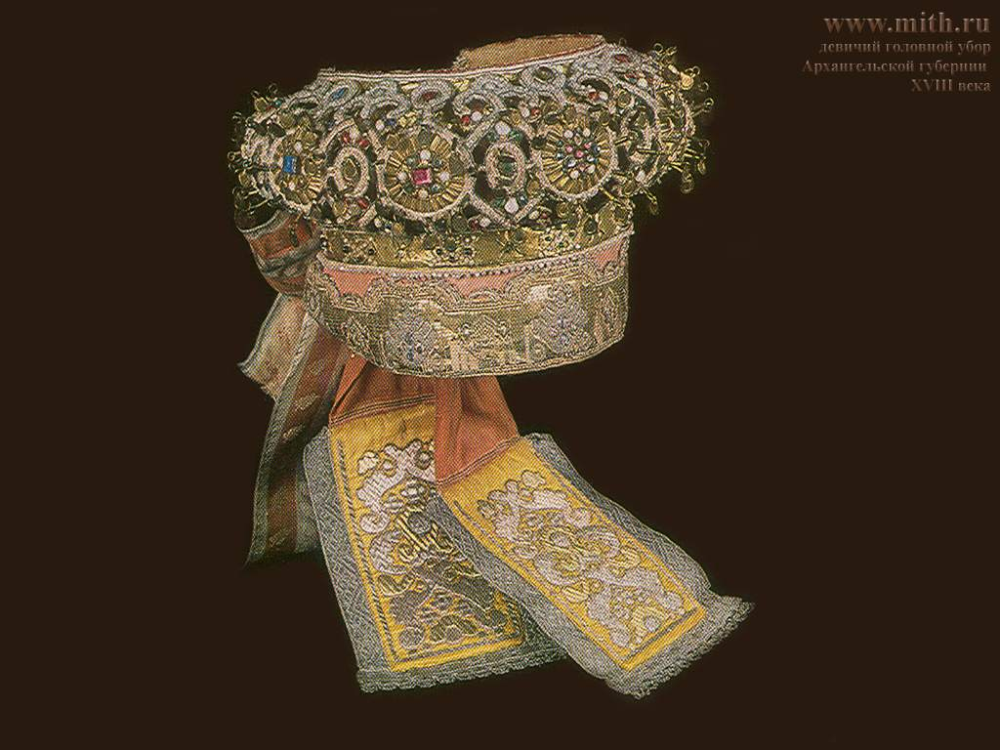 www.mith.ru
девичий головной убор
Архангельской губернии
XVIII века